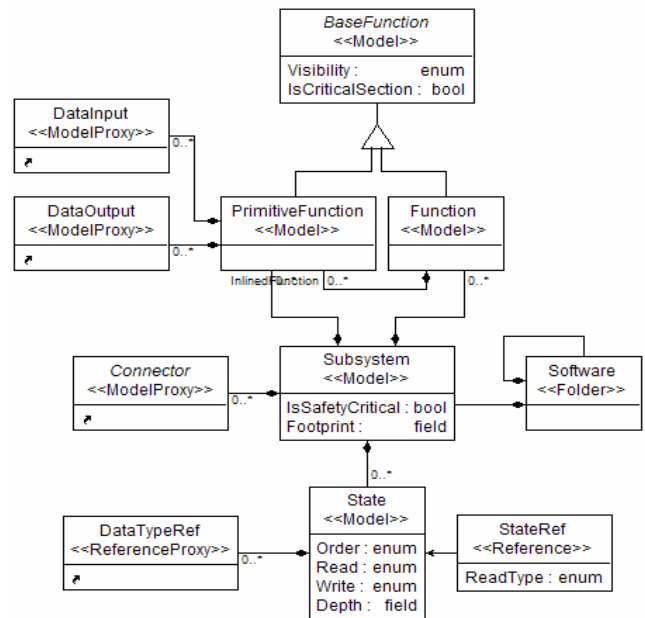 BaseFunction
<<Model>>
Visibility : enum
IsCriticalSection : bool
DataInput
<<ModelProxy>>
0..*
DataOutput
<<ModelProxy>>
0..*
PrimitiveFunction
<<Model>>
Function
<<Model>>
InlinedFunction
0..*
0..*
0..*
Connector
<<ModelProxy>>
0..*
Subsystem
<<Model>>
IsSafetyCritical : bool
Footprint : field
Software
<<Folder>>
0..*
State
<<Model>>
Order : enum
Read : enum
Write : enum
Depth : field
DataTypeRef
<<ReferenceProxy>>
0..*
StateRef
<<Reference>>
ReadType : enum